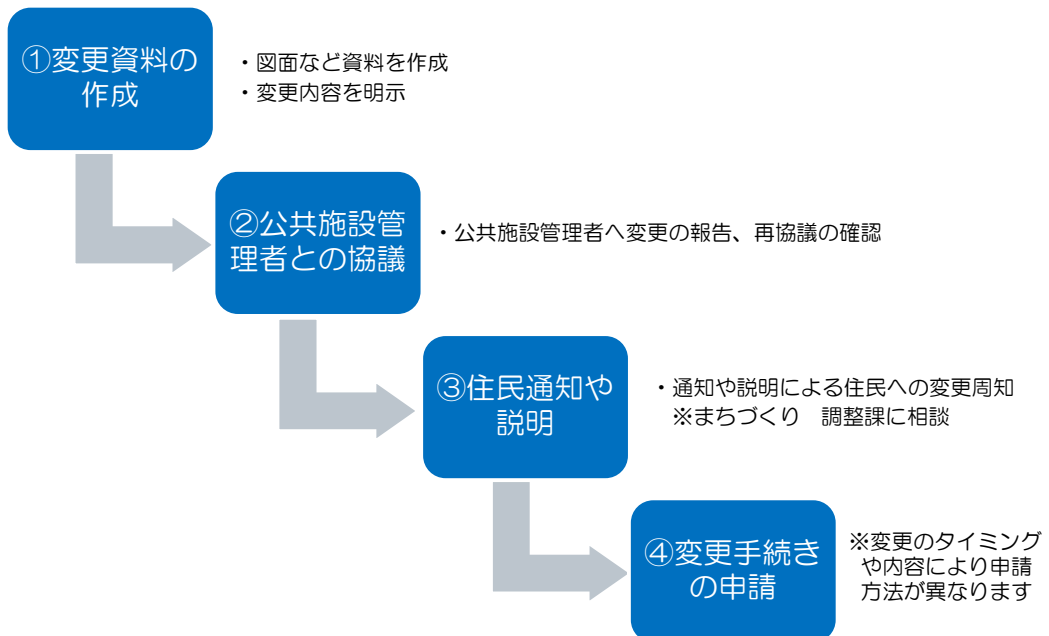 ①変更資料の
作成
・図面など資料を作成
・変更内容を明示
②公共施設管
理者との協議
・公共施設管理者へ変更の報告、再協議の確認
③住民通知や
説明
・通知や説明による住民への変更周知
※まちづくり　調整課に相談
④変更手続き
の申請
※変更のタイミング
や内容により申請
方法が異なります